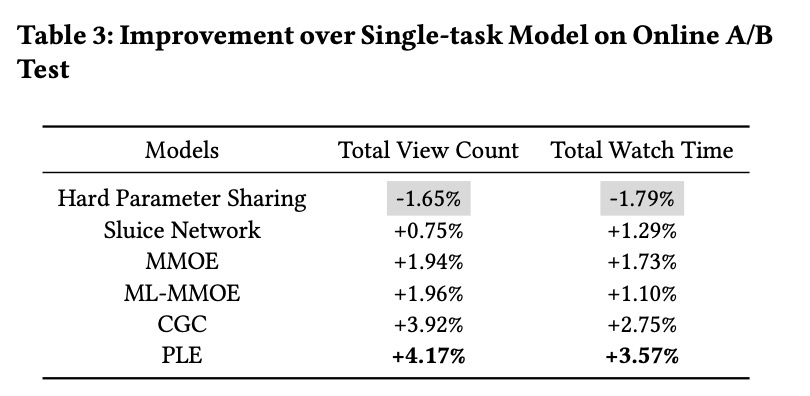 Table 3: Improvement over Single-task Model on Online A/B
Test
Models Total View Count Total Watch Time
Hard Parameter Sharing -1.65% -1.79%
Sluice Network +0.75% +1.29%
MMOE +1.94% +1.73%
ML-MMOE +1.96% +1.10%
CGC +3.92% +2.75%
PLE +4.17% +3.57%